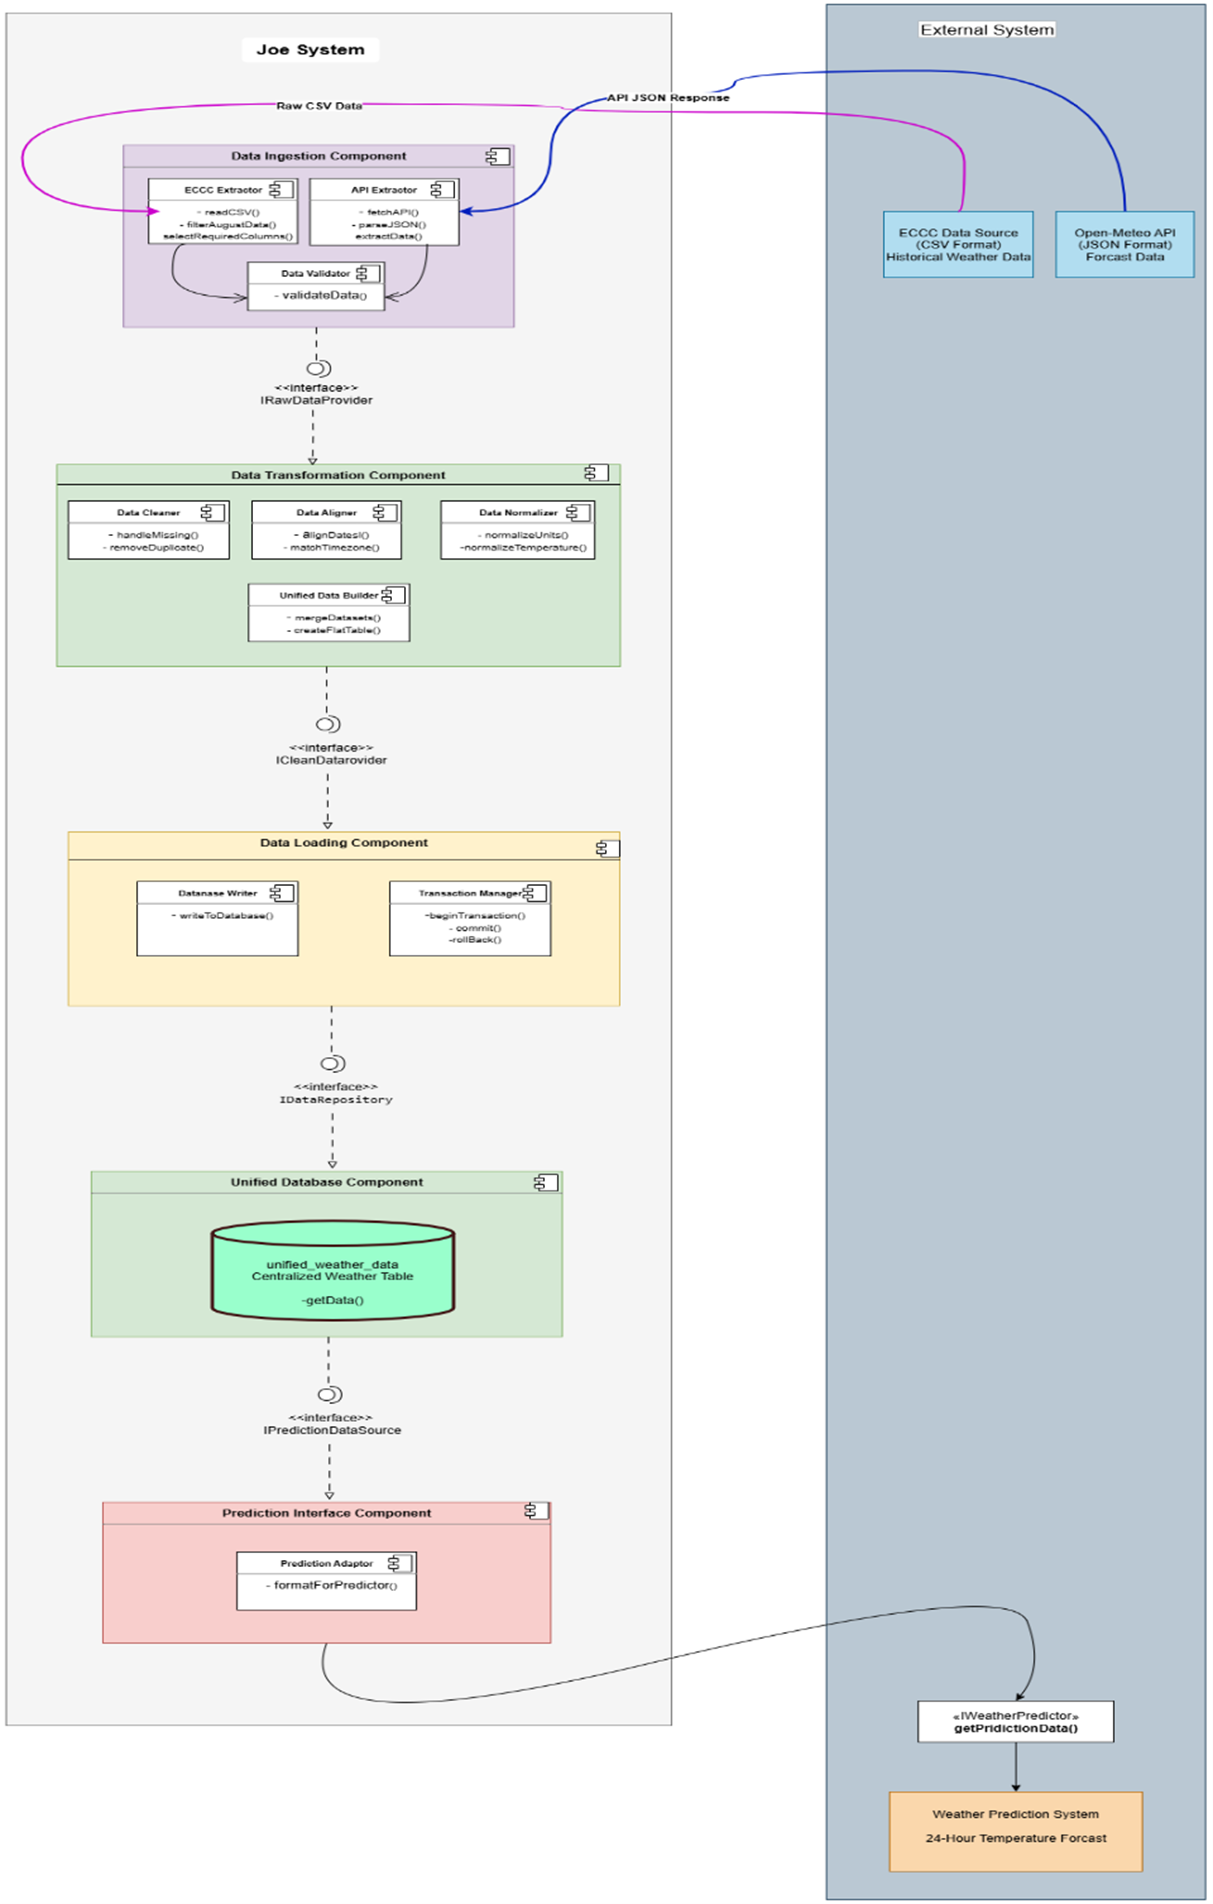 Joe System
External System
Raw CSV Data
API JSON Response
Data Ingestion Component
ECCC Extractor
- readCSV()
- filterAugustData()
selectRequiredColumns()
API Extractor
- fetchAPI()
- parseJSON()
extractData()
Data Validator
- validateData()
ECCC Data Source
(CSV Format)
Historical Weather Data
Open-Meteo API
(JSON Format)
Forcast Data
<<interface>>
IRawDataProvider
Data Transformation Component
Data Cleaner
- handleMissing()
- removeDuplicate()
Data Aligner
- alignDatesl()
- matchTimezone()
Data Normalizer
- normalizeUnits()
-normalizeTemperature()
Unified Data Builder
- mergeDatasets()
- createFlatTable()
<<interface>>
ICleanDatarovider
Data Loading Component
Datanase Writer
- writeToDatabase()
Transaction Manager
-beginTransaction()
- commit()
-rollBack()
<<interface>>
IDataRepository
Unified Database Component
unified_weather_data
Centralized Weather Table
-getData()
<<interface>>
IPredictionDataSource
Prediction Interface Component
Prediction Adaptor
- formatForPredictor()
«IWeatherPredictor»
getPridictionData()
Weather Prediction System
24-Hour Temperature Forcast